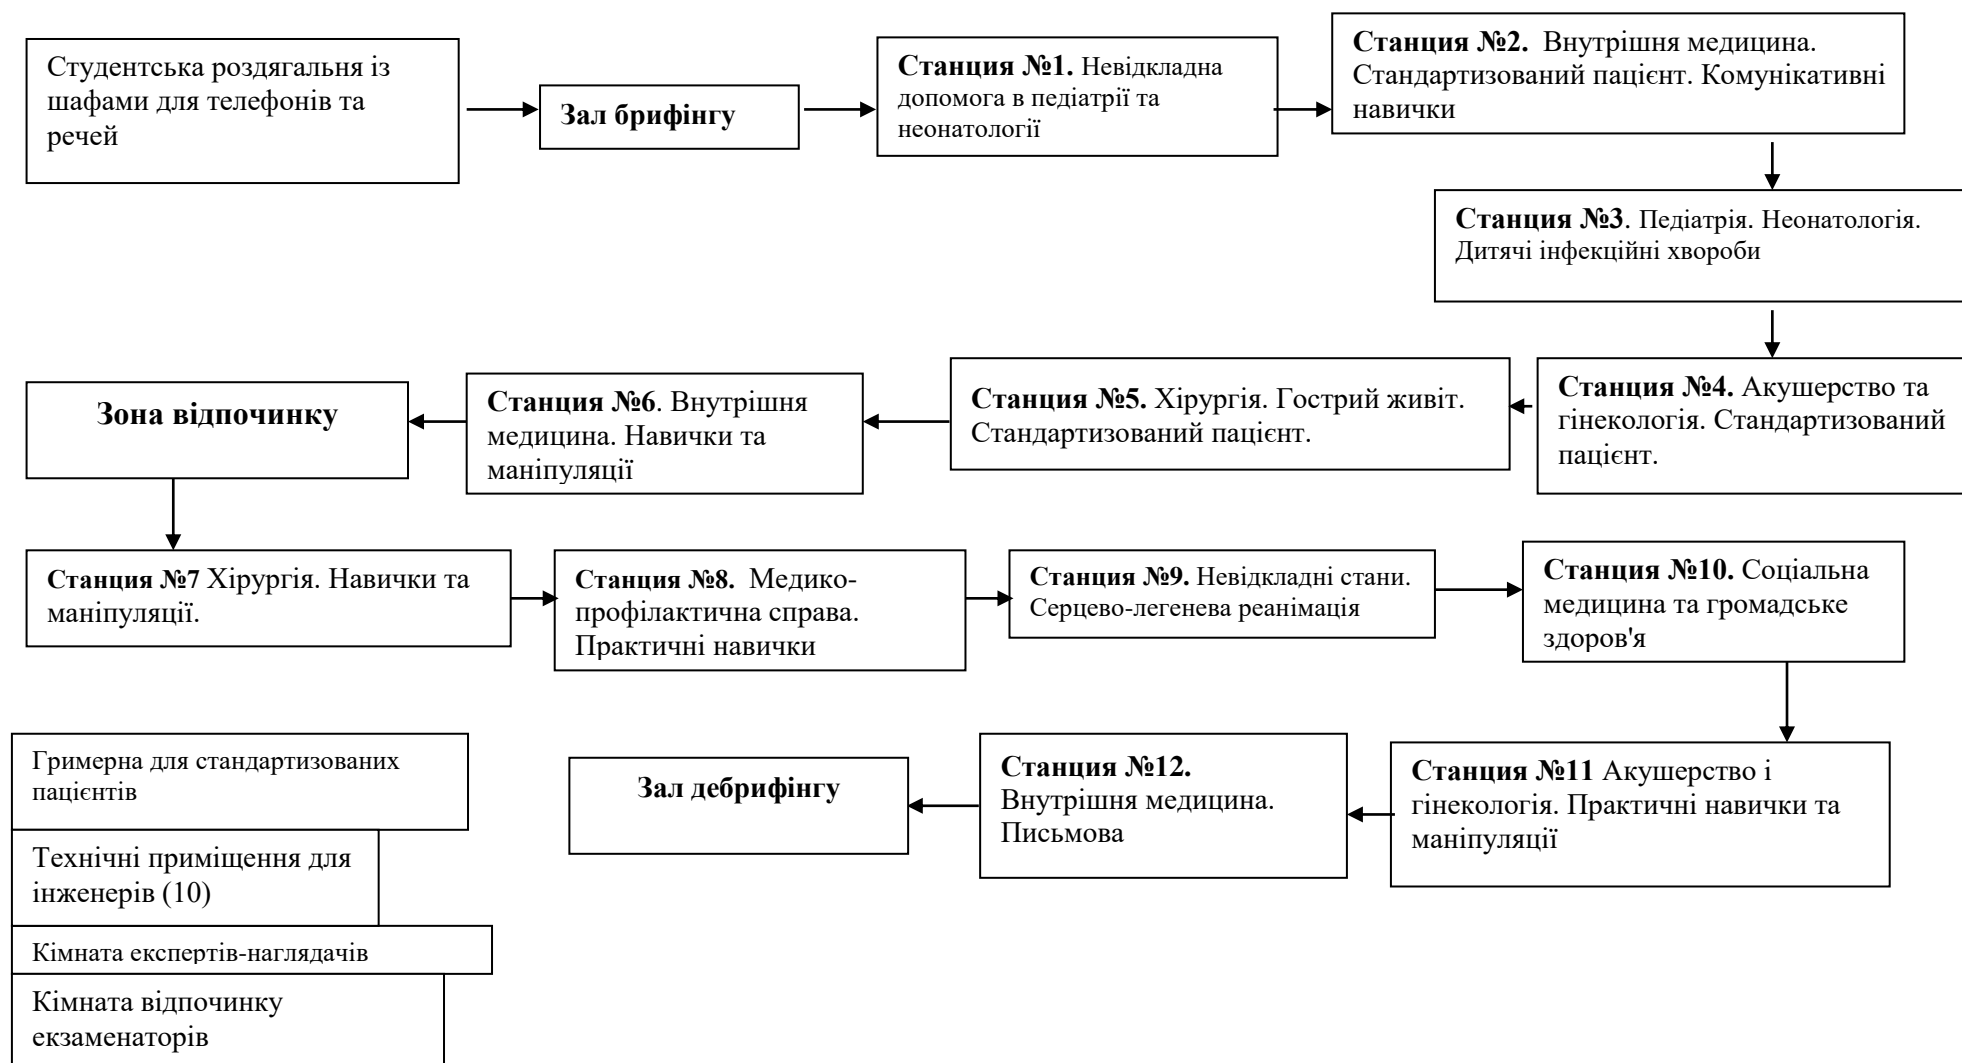 Студентська роздягальня із
шафами для телефонів та
речей
Зал брифінгу
Станция №1. Невідкладна
допомога в педіатрії та
неонатології
Станция №2. Внутрішня медицина.
Стандартизований пацієнт. Комунікативні
навички
Станция №3. Педіатрія. Неонатологія.
Дитячі інфекційні хвороби
Станция №4. Акушерство та
гінекологія. Стандартизований
пацієнт.
Станция №5. Хірургія. Гострий живіт.
Стандартизований пацієнт.
Станция №6. Внутрішня
медицина. Навички та
маніпуляції
Зона відпочинку
Станция №7 Хірургія. Навички та
маніпуляції.
Станция №8. Медико-
профілактична справа.
Практичні навички
Станция №9. Невідкладні стани.
Серцево-легенева реанімація
Станция №10. Соціальна
медицина та громадське
здоров'я
Станция №11 Акушерство і
гінекологія. Практичні навички та
маніпуляції
Станция №12.
Внутрішня медицина.
Письмова
Зал дебрифінгу
Гримерна для стандартизованих
пацієнтів
Технічні приміщення для
інженерів (10)
Кімната експертів-наглядачів
Кімната відпочинку
екзаменаторів